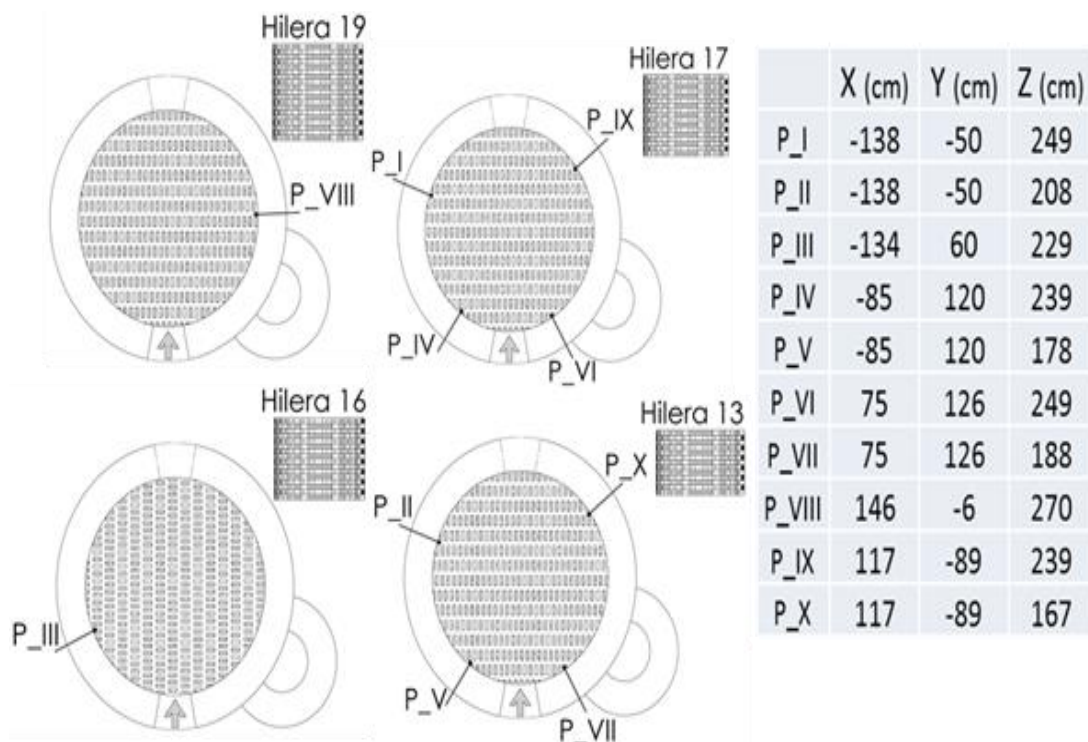 Hilera 19
P_VIII
Hilera 17
P_IX
P_I
P_IV
P_VI
Hilera 16
P_III
Hilera 13
P_X
P_II
P_V
P_VII
X (cm) Y (cm) Z (cm)
P_I -138 -50 249
P_II -138 -50 208
P_III -134 60 229
P_IV -85 120 239
P_V -85 120 178
P_VI 75 126 249
P_VII 75 126 188
P_VIII 146 -6 270
P_IX 117 -89 239
P_X 117 -89 167